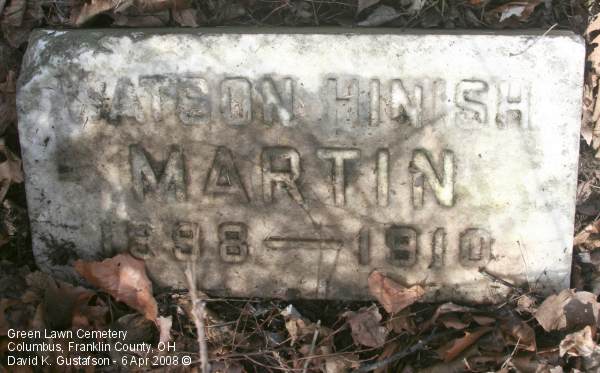 WATSON HINISH
MARTIN
1898 — 1910
Green Lawn Cemetery
Columbus, Franklin County, OH
David K. Gustafson - 6 Apr 2008 ©